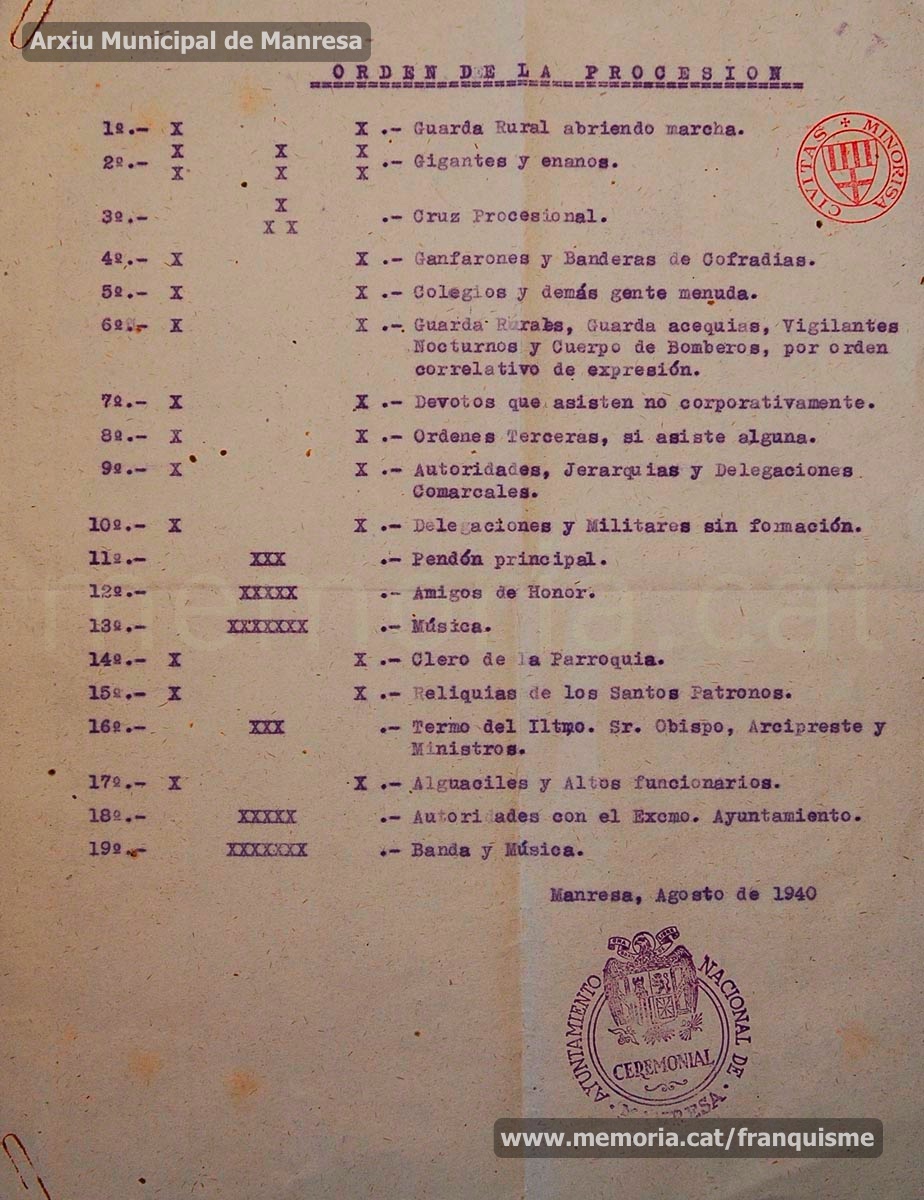 Arxiu Municipal de Manresa
ORDEN DE LA PROCESION
CIVITAS + MINORISA
1º.- X X .- Guarda Rural abriendo marcha.
X X X
2º.- .- Gigantes y enanos.
X X X
X
3º.- .- Cruz Procesional.
X X
4º.- X X .- Ganfarones y Banderas de Cofradias.
5º.- X X .- Colegios y demás gente menuda.
6º.- X X .- Guarda Rurales, Guarda acequias, Vigilantes
Nocturnos y Cuerpo de Bomberos, por orden
correlativo de expresión.
7º.- X X .- Devotos que asisten no corporativamente.
8º.- X X .- Ordenes Terceras, si asiste alguna.
9º.- X X .- Autoridades, Jerarquias y Delegaciones
Comarcales.
10º.- X X .- Delegaciones y Militares sin formación.
11º.- XXX .- Pendón principal.
12º.- XXXXX .- Amigos de Honor.
13º.- XXXXXXX .- Música.
14º.- X X .- Clero de la Parroquia.
15º.- X X .- Reliquias de los Santos Patronos.
16º.- XXX .- Termo del Iltmo. Sr. Obispo, Arcipreste y
Ministros.
17º.- X X .- Alguaciles y Altos funcionarios.
18º.- XXXXX .- Autoridades con el Excmo. Ayuntamiento.
19º.- XXXXXXX .- Banda y Música.
Manresa, Agosto de 1940
AYUNTAMIENTO NACIONAL DE MANRESA
CEREMONIAL
www.memoria.cat/franquisme